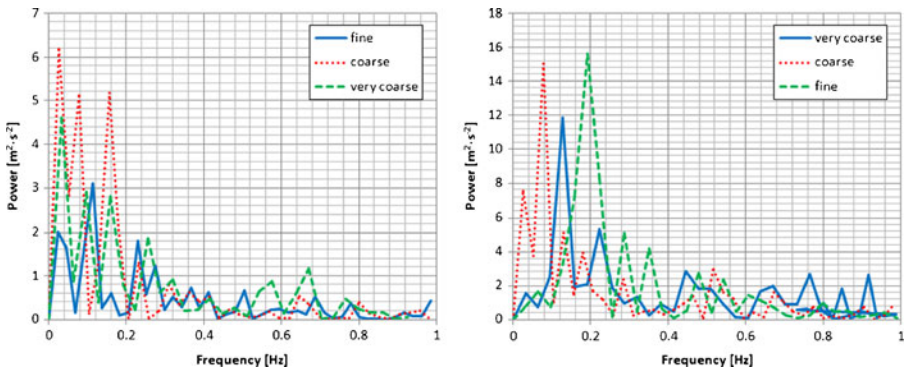 7
6
5
4
3
2
1
0
Power [m²·s⁻²]
0 0.2 0.4 0.6 0.8 1
Frequency [Hz]
fine
coarse
very coarse
18
16
14
12
10
8
6
4
2
0
Power [m²·s⁻²]
0 0.2 0.4 0.6 0.8 1
Frequency [Hz]
very coarse
coarse
fine